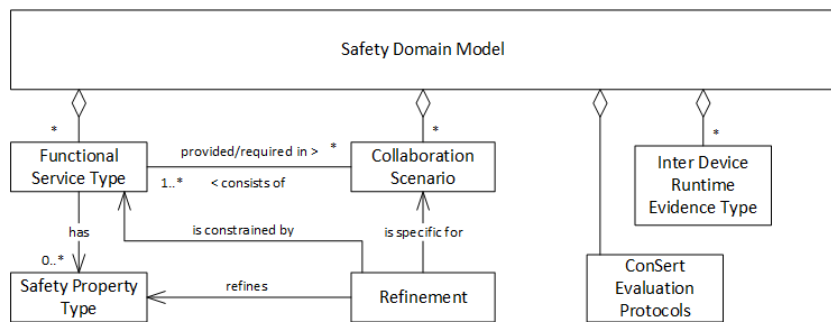 Safety Domain Model
*
*
*
Functional
Service Type
provided/required in >
*
1..*
< consists of
Collaboration
Scenario
Inter Device
Runtime
Evidence Type
has
is constrained by
is specific for
0..*
Safety Property
Type
refines
Refinement
ConSert
Evaluation
Protocols